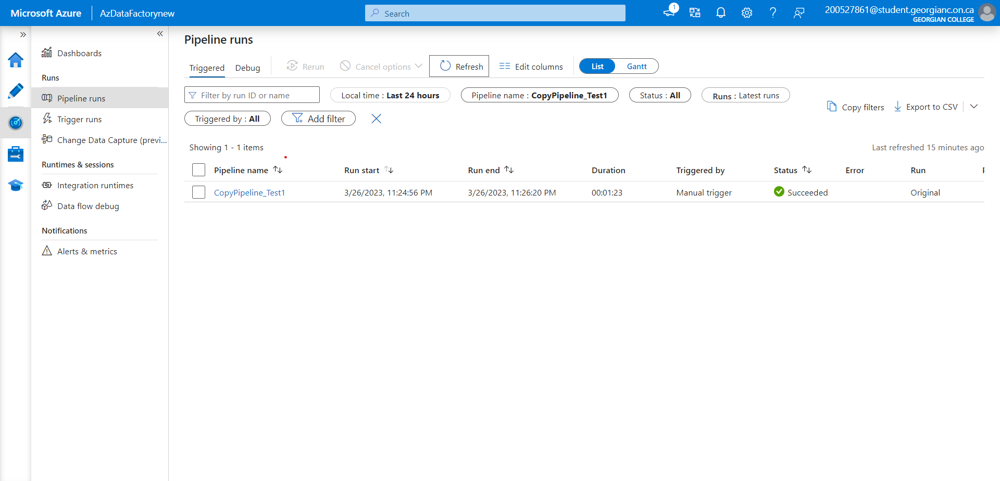 Microsoft Azure AzDataFactorynew Search 1 200527861@student.georgianc.on.ca
GEORGIAN COLLEGE
Dashboards
Runs
Pipeline runs
Trigger runs
Change Data Capture (previ...
Runtimes & sessions
Integration runtimes
Data flow debug
Notifications
Alerts & metrics
Pipeline runs
Triggered Debug Rerun Cancel options Refresh Edit columns List Gantt
Filter by run ID or name Local time : Last 24 hours Pipeline name : CopyPipeline_Test1 Status : All Runs : Latest runs
Copy filters Export to CSV
Triggered by : All Add filter
Showing 1 - 1 items Last refreshed 15 minutes ago
Pipeline name Run start Run end Duration Triggered by Status Error Run
CopyPipeline_Test1 3/26/2023, 11:24:56 PM 3/26/2023, 11:26:20 PM 00:01:23 Manual trigger Succeeded Original